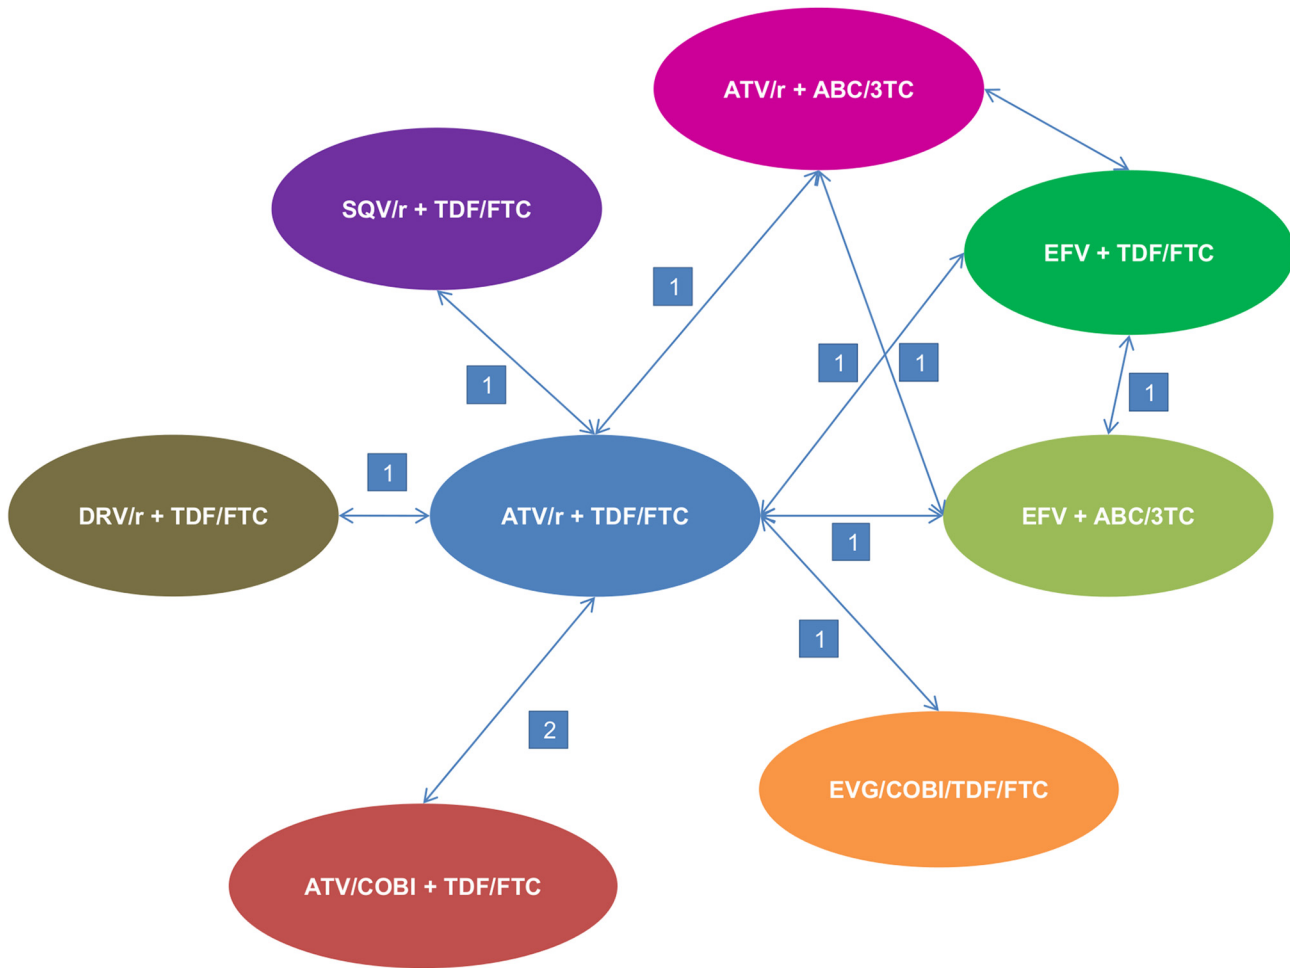 ATV/r + ABC/3TC
SQV/r + TDF/FTC
EFV + TDF/FTC
1
1
1
1
1
1
DRV/r + TDF/FTC
ATV/r + TDF/FTC
EFV + ABC/3TC
1
1
2
EVG/COBI/TDF/FTC
ATV/COBI + TDF/FTC